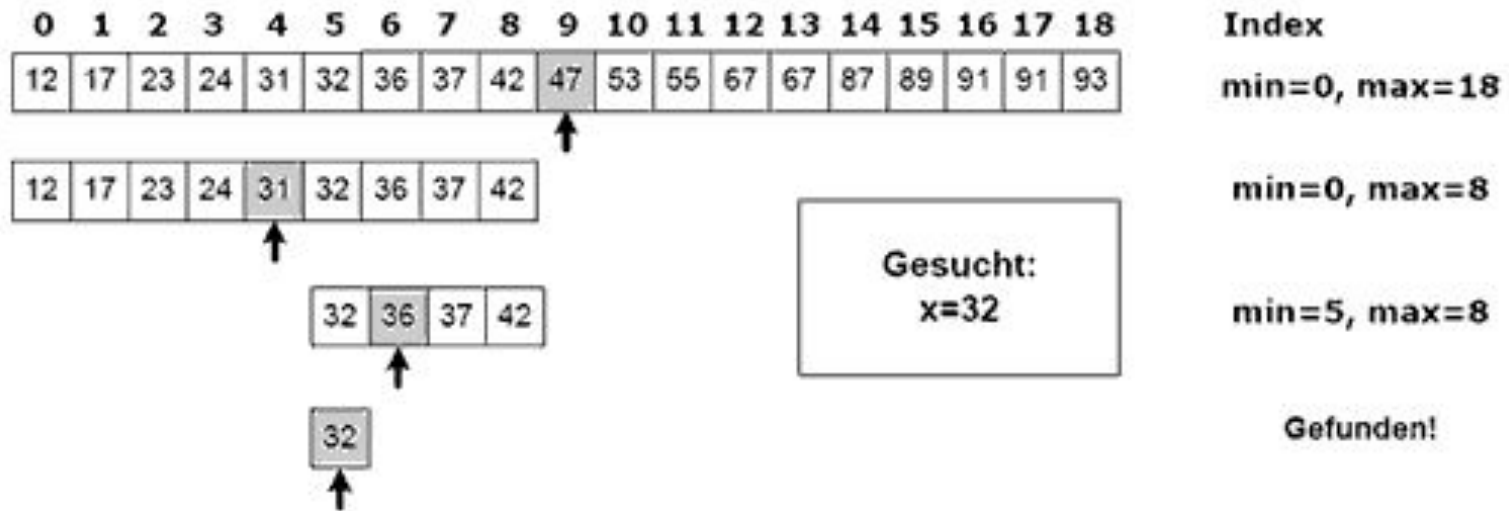 0 1 2 3 4 5 6 7 8 9 10 11 12 13 14 15 16 17 18 Index
12 17 23 24 31 32 36 37 42 47 53 55 67 67 87 89 91 91 93 min=0, max=18
12 17 23 24 31 32 36 37 42 min=0, max=8
Gesucht:
x=32
32 36 37 42 min=5, max=8
32 Gefunden!